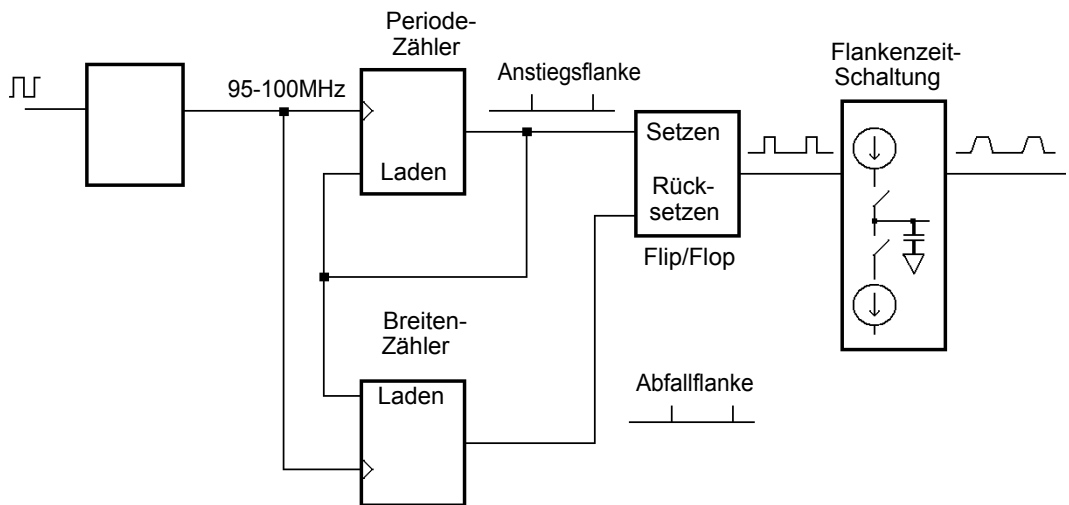 Periode-
Zähler
95-100MHz
Laden
Anstiegsflanke
Setzen
Rück-
setzen
Flip/Flop
Flankenzeit-
Schaltung
Breiten-
Zähler
Laden
Abfallflanke